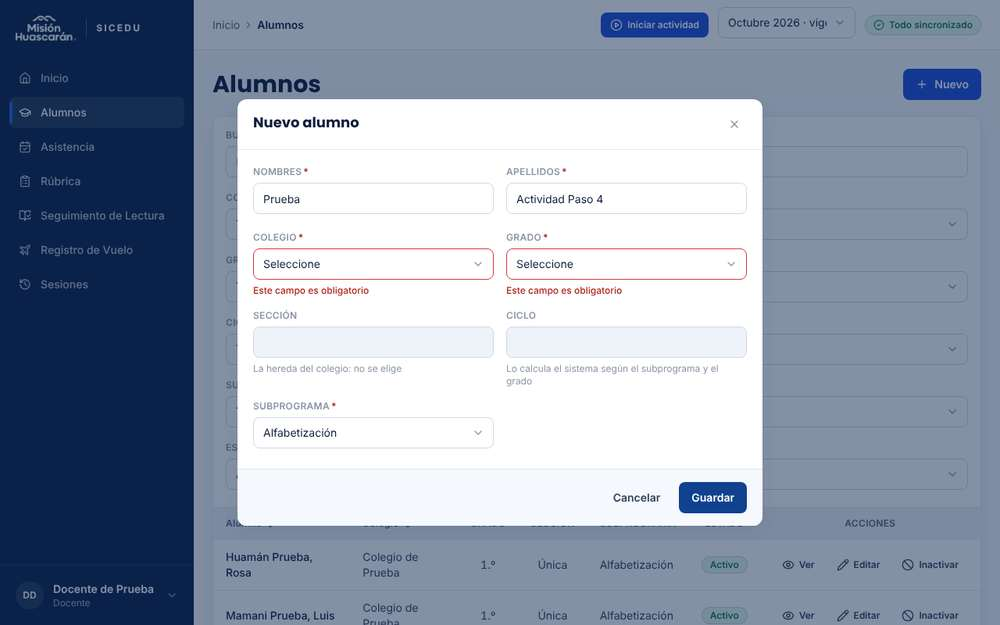 Misión
Huascarán.
SICEDU
Inicio
Alumnos
Asistencia
Rúbrica
Seguimiento de Lectura
Registro de Vuelo
Sesiones
DD
Docente de Prueba
Docente
Inicio > Alumnos
Iniciar actividad
Octubre 2026 · vig
Todo sincronizado
Alumnos
+ Nuevo
Nuevo alumno
NOMBRES *
APELLIDOS *
Prueba
Actividad Paso 4
COLEGIO *
GRADO *
Seleccione
Seleccione
Este campo es obligatorio
Este campo es obligatorio
SECCIÓN
CICLO
La hereda del colegio: no se elige
Lo calcula el sistema según el subprograma y el
grado
SUBPROGRAMA *
Alfabetización
Cancelar
Guardar
ACCIONES
Huamán Prueba,
Rosa
Colegio de
Prueba
1.º
Única
Alfabetización
Activo
Ver
Editar
Inactivar
Mamani Prueba, Luis
Colegio de
Prueba
1.º
Única
Alfabetización
Activo
Ver
Editar
Inactivar